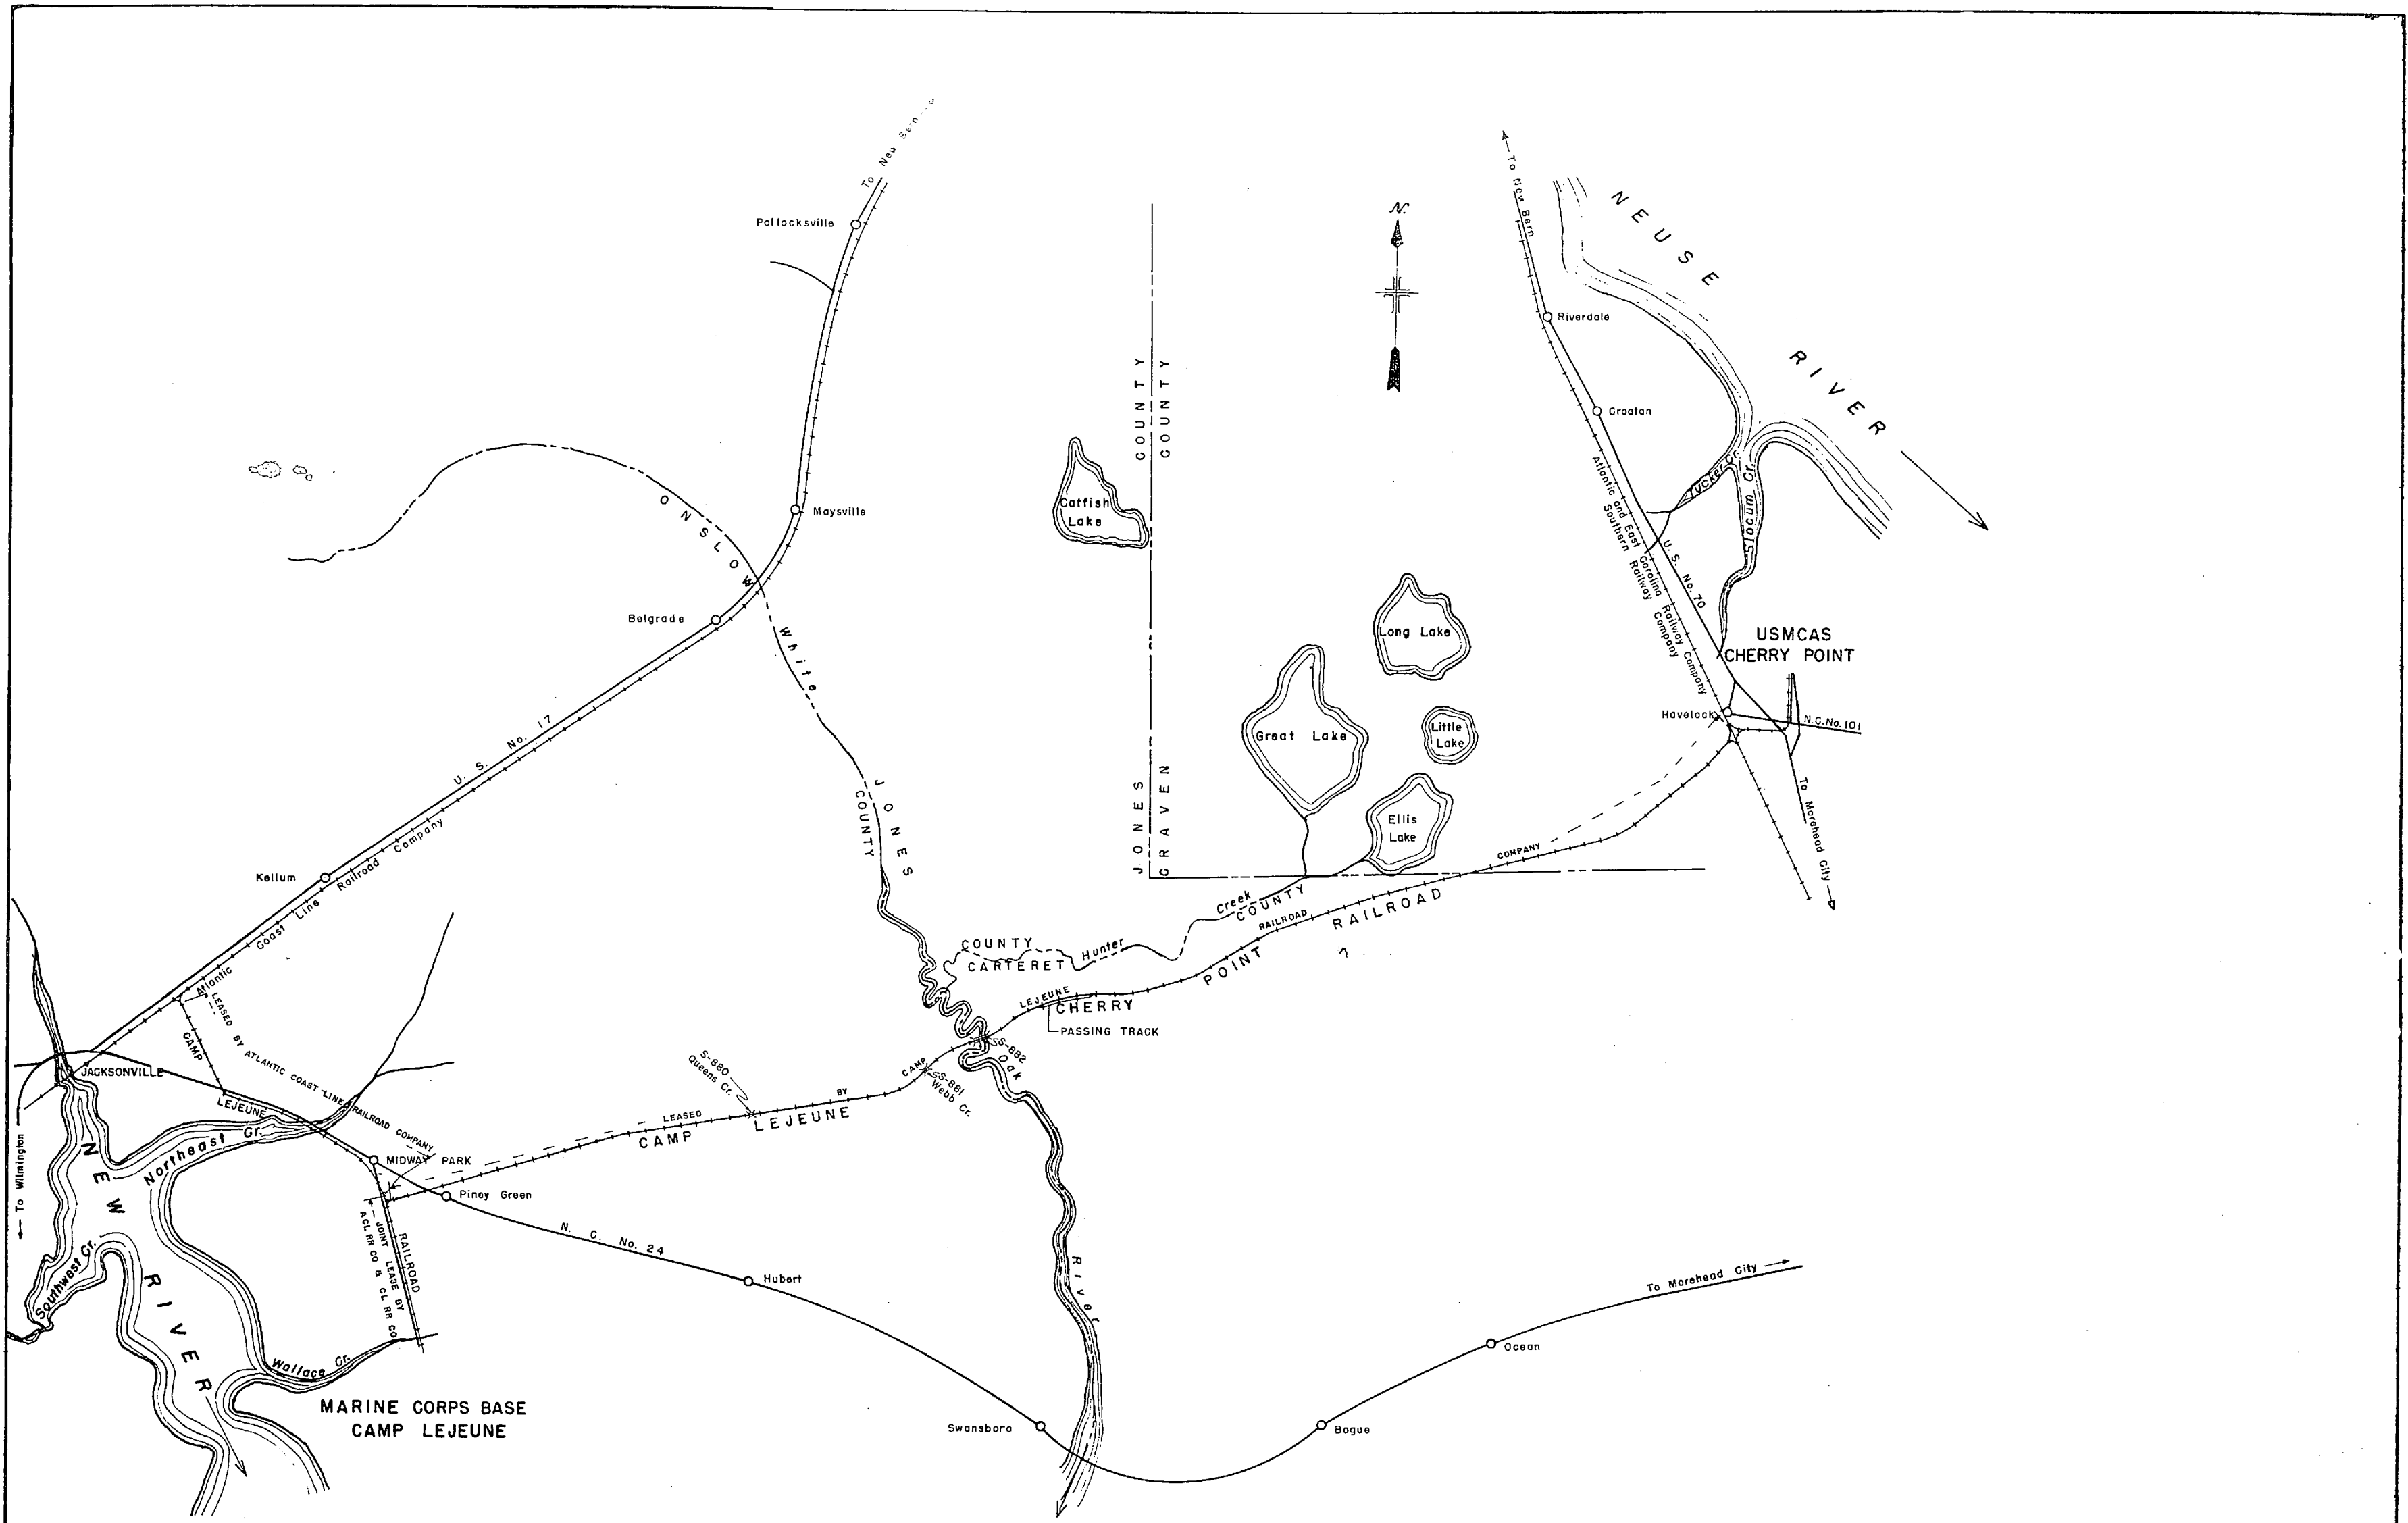 To New Bern
Pollocksville
N.
To New Bern
NEUSE RIVER
Riverdale
COUNTY
COUNTY
Croatan
Tucker Cr.
Slocum Cr.
Catfish
Lake
ONSLOW
Maysville
Atlantic and East Carolina Railway Company
Southern Railway Company
U. S. No. 70
Belgrade
White
Long Lake
USMCAS
CHERRY POINT
Havelock
N.C. No. 101
Great Lake
Little
Lake
U. S. No. 17
JONES
COUNTY
JONES
CRAVEN
Ellis
Lake
To Morehead City
Kellum
Atlantic Coast Line Railroad Company
COMPANY
Creek
COUNTY
RAILROAD
RAILROAD
COUNTY
CARTERET
Hunter
POINT
LEJEUNE
CHERRY
PASSING TRACK
CAMP
LEASED BY ATLANTIC COAST LINE RAILROAD COMPANY
JACKSONVILLE
LEJEUNE
S-880
Queens Cr.
CAMP
S-881
Webb Cr.
S-882
Oak
LEASED
BY
CAMP LEJEUNE
To Wilmington
NEW RIVER
Northeast Cr.
MIDWAY PARK
Piney Green
JOINT LEASE BY
ACL RR CO & CL RR CO
RAILROAD
N. C. No. 24
Southwest Cr.
Hubert
River
To Morehead City
Ocean
Wallace Cr.
MARINE CORPS BASE
CAMP LEJEUNE
Swansboro
Bogue